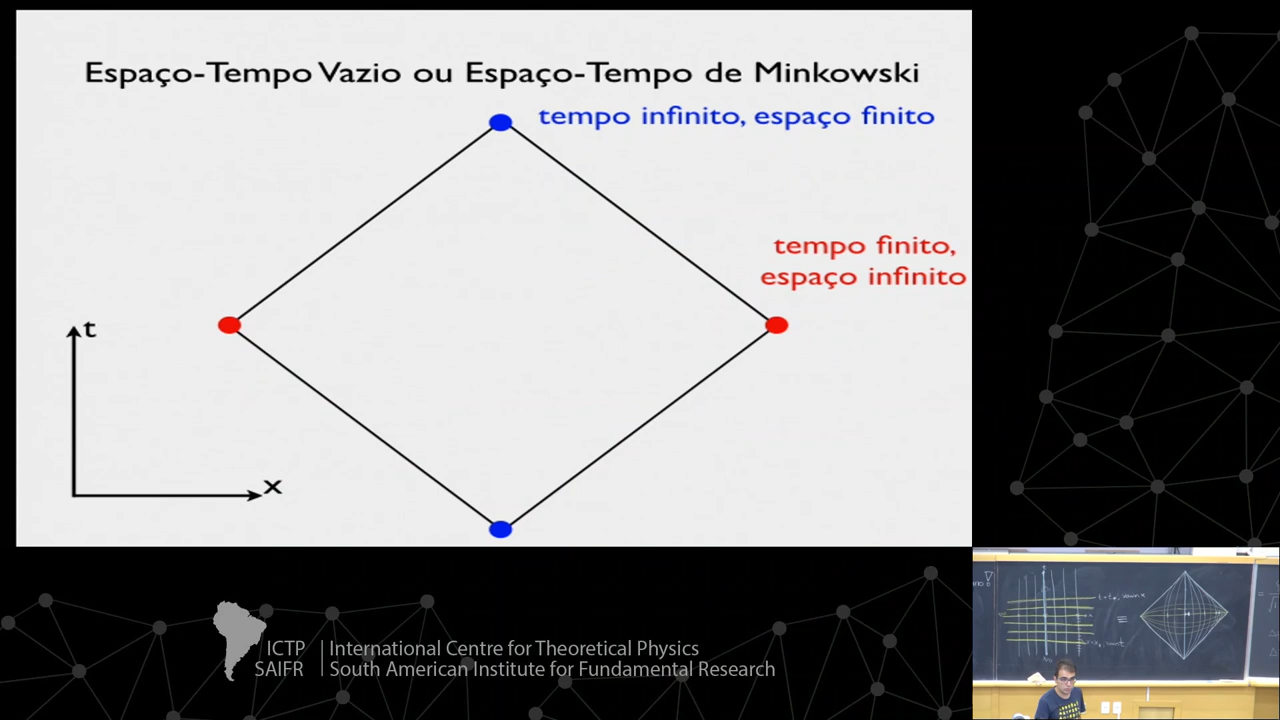 Espaço-Tempo Vazio ou Espaço-Tempo de Minkowski
tempo infinito, espaço finito
tempo finito,
espaço infinito
t
x
ICTP
SAIFR
International Centre for Theoretical Physics
South American Institute for Fundamental Research